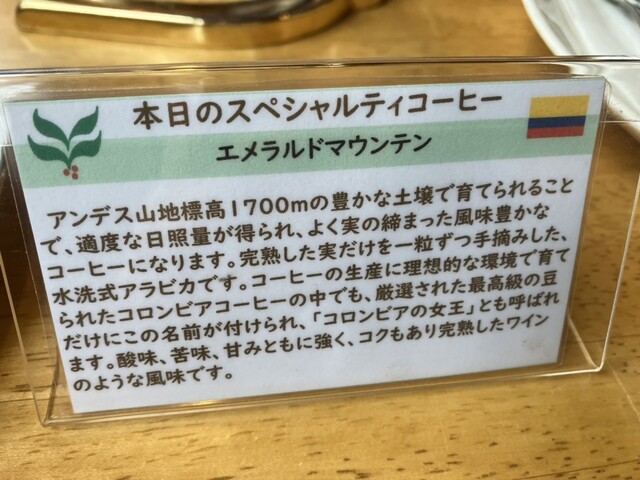 本日のスペシャルティコーヒー
エメラルドマウンテン
アンデス山地標高1700mの豊かな土壌で育てられること
で、適度な日照量が得られ、よく実の締まった風味豊かな
コーヒーになります。完熟した実だけを一粒ずつ手摘みした、
水洗式アラビカです。コーヒーの生産に理想的な環境で育て
られたコロンビアコーヒーの中でも、厳選された最高級の豆
だけにこの名前が付けられ、「コロンビアの女王」とも呼ばれ
ます。酸味、苦味、甘みともに強く、コクもあり完熟したワイン
のような風味です。